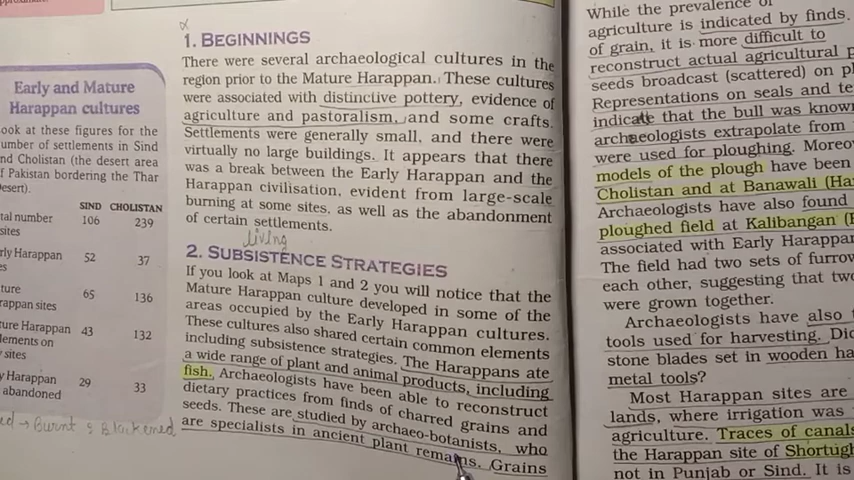 Early and Mature
Harappan cultures
ook at these figures for the
umber of settlements in Sind
nd Cholistan (the desert area
f Pakistan bordering the Thar
esert).
SIND CHOLISTAN
tal number 106 239
sites
rly Harappan 52 37
es
ture 65 136
rappan sites
ure Harappan 43 132
lements on
sites
y Harappan 29 33
abandoned
ed → Burnt & Blackened
1. BEGINNINGS
There were several archaeological cultures in the
region prior to the Mature Harappan. These cultures
were associated with distinctive pottery, evidence of
agriculture and pastoralism, and some crafts.
Settlements were generally small, and there were
virtually no large buildings. It appears that there
was a break between the Early Harappan and the
Harappan civilisation, evident from large-scale
burning at some sites, as well as the abandonment
of certain settlements.
living
2. SUBSISTENCE STRATEGIES
If you look at Maps 1 and 2 you will notice that the
Mature Harappan culture developed in some of the
areas occupied by the Early Harappan cultures.
These cultures also shared certain common elements
including subsistence strategies. The Harappans ate
a wide range of plant and animal products, including
fish. Archaeologists have been able to reconstruct
dietary practices from finds of charred grains and
seeds. These are studied by archaeo-botanists, who
are specialists in ancient plant remains. Grains
While the prevalence of
agriculture is indicated by finds
of grain, it is more difficult to
reconstruct actual agricultural p
seeds broadcast (scattered) on pl
Representations on seals and te
indicate that the bull was known
archaeologists extrapolate from
were used for ploughing. Moreov
models of the plough have been
Cholistan and at Banawali (Har
Archaeologists have also found
ploughed field at Kalibangan (R
associated with Early Harappan
The field had two sets of furrow
each other, suggesting that two
were grown together.
Archaeologists have also
tools used for harvesting. Did
stone blades set in wooden ha
metal tools?
Most Harappan sites are
lands, where irrigation was
agriculture. Traces of canals
the Harappan site of Shortugh
not in Punjab or Sind. It is